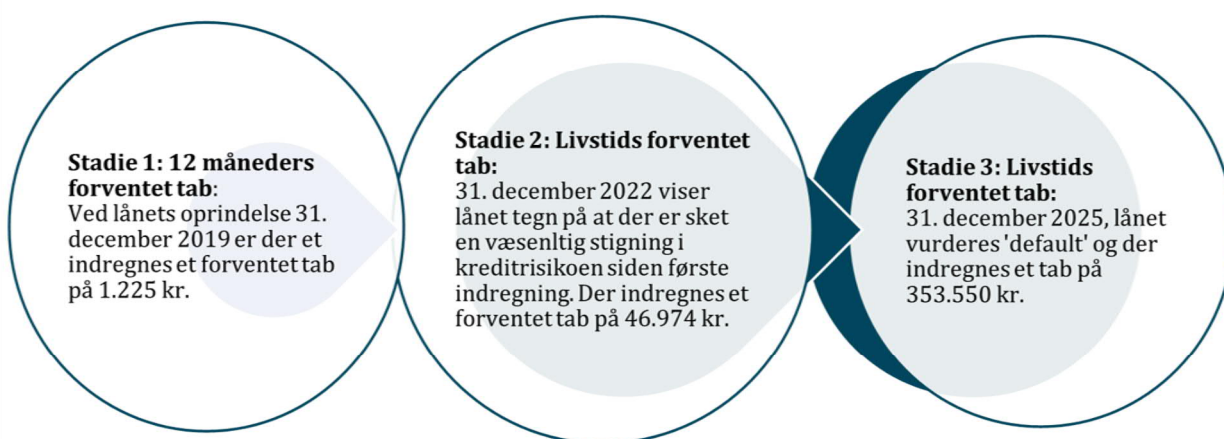 Stadie 1: 12 måneders
forventet tab:
Ved lånets oprindelse 31.
december 2019 er der et
indregnes et forventet tab
på 1.225 kr.
Stadie 2: Livstids forventet
tab:
31. december 2022 viser
lånet tegn på at der er sket
en væsenltig stigning i
kreditrisikoen siden første
indregning. Der indregnes et
forventet tab på 46.974 kr.
Stadie 3: Livstids
forventet tab:
31. december 2025, lånet
vurderes 'default' og der
indregnes et tab på
353.550 kr.